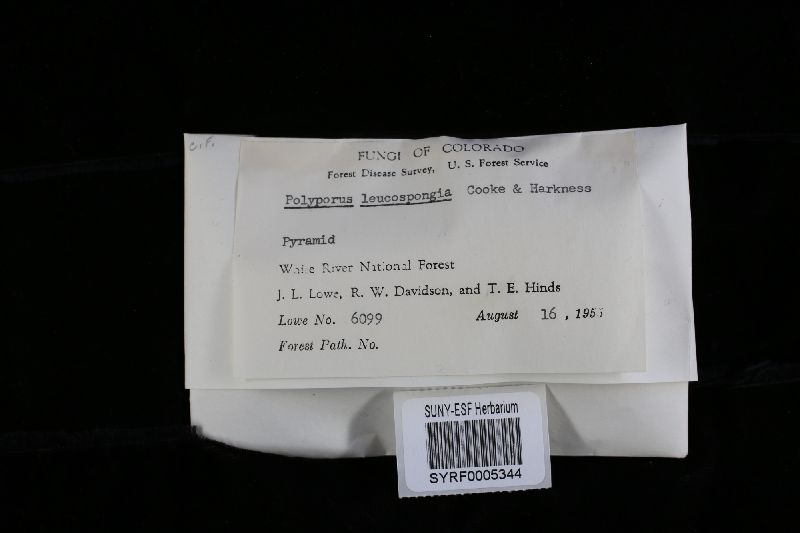 C.F.
FUNGI OF COLORADO
Forest Disease Survey, U. S. Forest Service
Polyporus leucospongia Cooke & Harkness
Pyramid
White River National Forest
J. L. Lowe, R. W. Davidson, and T. E. Hinds
Lowe No. 6099 August 16, 
Forest Path. No.
SUNY-ESF Herbarium
SYRF0005344